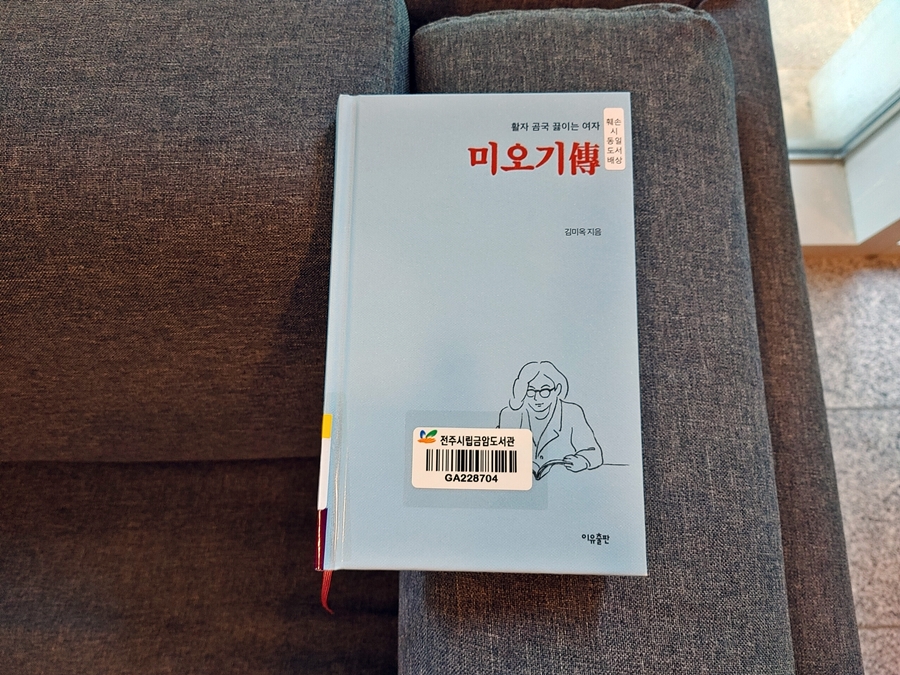 활자 곰국 끓이는 여자
미오기傳
훼손
시
동일
도서
배상
김미옥 지음
전주시립금암도서관
GA228704
이유출판